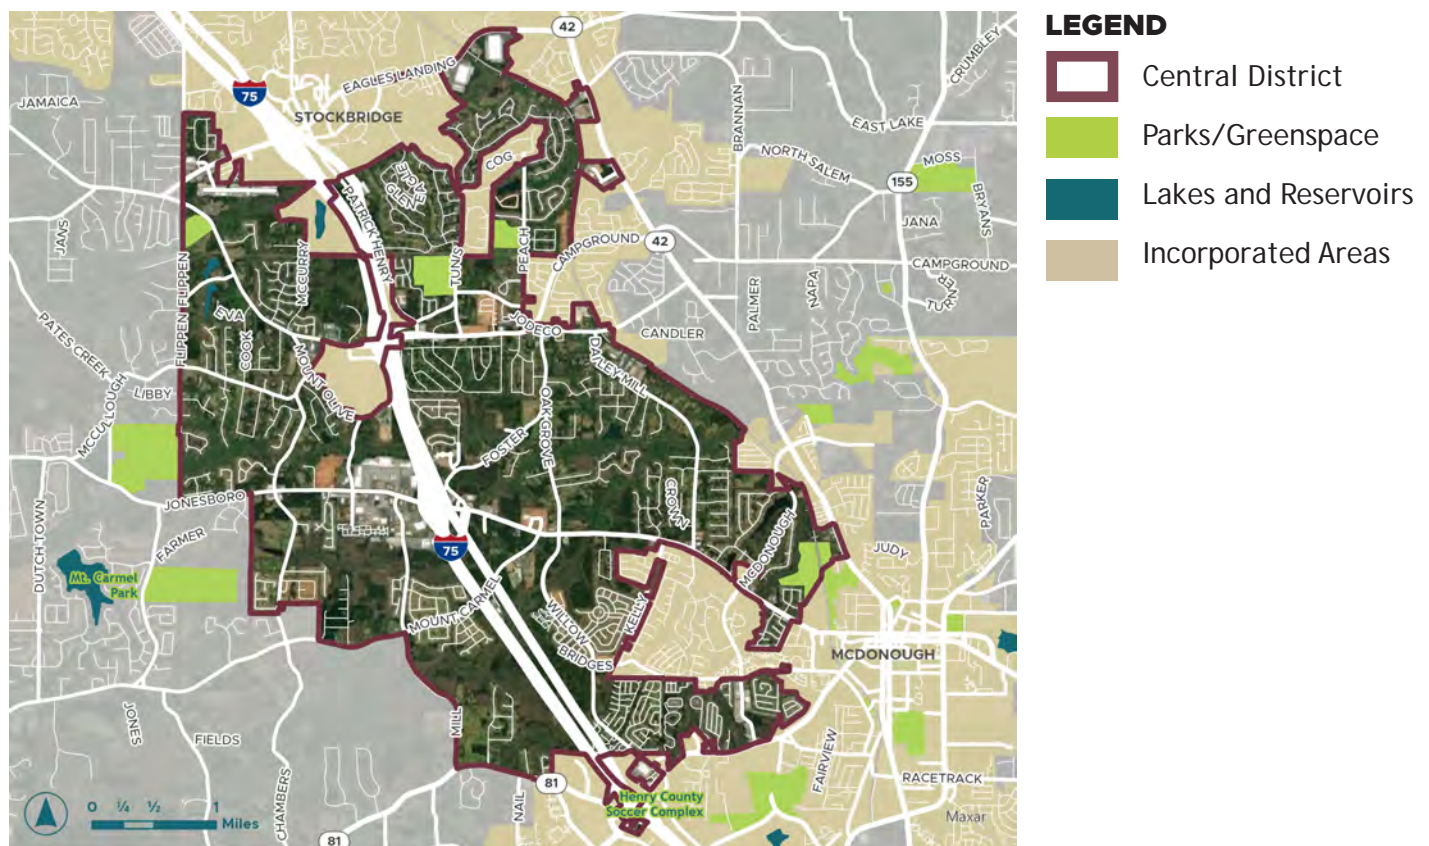 42
CRUMBLEY
EAGLES LANDING
75
JAMAICA
STOCKBRIDGE
BRANNAN
EAST LAKE
NORTH SALEM
MOSS
COG
155
EAGLE
GLEN
BRYANS
PATRICK HENRY
JANS
JANA
TUNIS
PEACH
CAMPGROUND
42
MCCURRY
CAMPGROUND
FLIPPEN
FLIPPEN
TURNER
PALMER
NAPA
EVA
JODECO
CANDLER
PATES CREEK
COOK
MOUNT OLIVE
DAILEY MILL
LIBBY
MCCULLOUGH
OAK GROVE
FOSTER
JONESBORO
CROWN
PARKER
DUTCH TOWN
FARMER
MCDONOUGH
JUDY
75
Mt. Carmel
Park
MOUNT CARMEL
WILLOW
KELLY
BRIDGES
MCDONOUGH
JONES
MILL
FIELDS
FAIRVIEW
RACETRACK
81
NAIL
CHAMBERS
Henry County
Soccer Complex
0 ¼ ½ 1
Miles
Maxar
81
LEGEND
Central District
Parks/Greenspace
Lakes and Reservoirs
Incorporated Areas